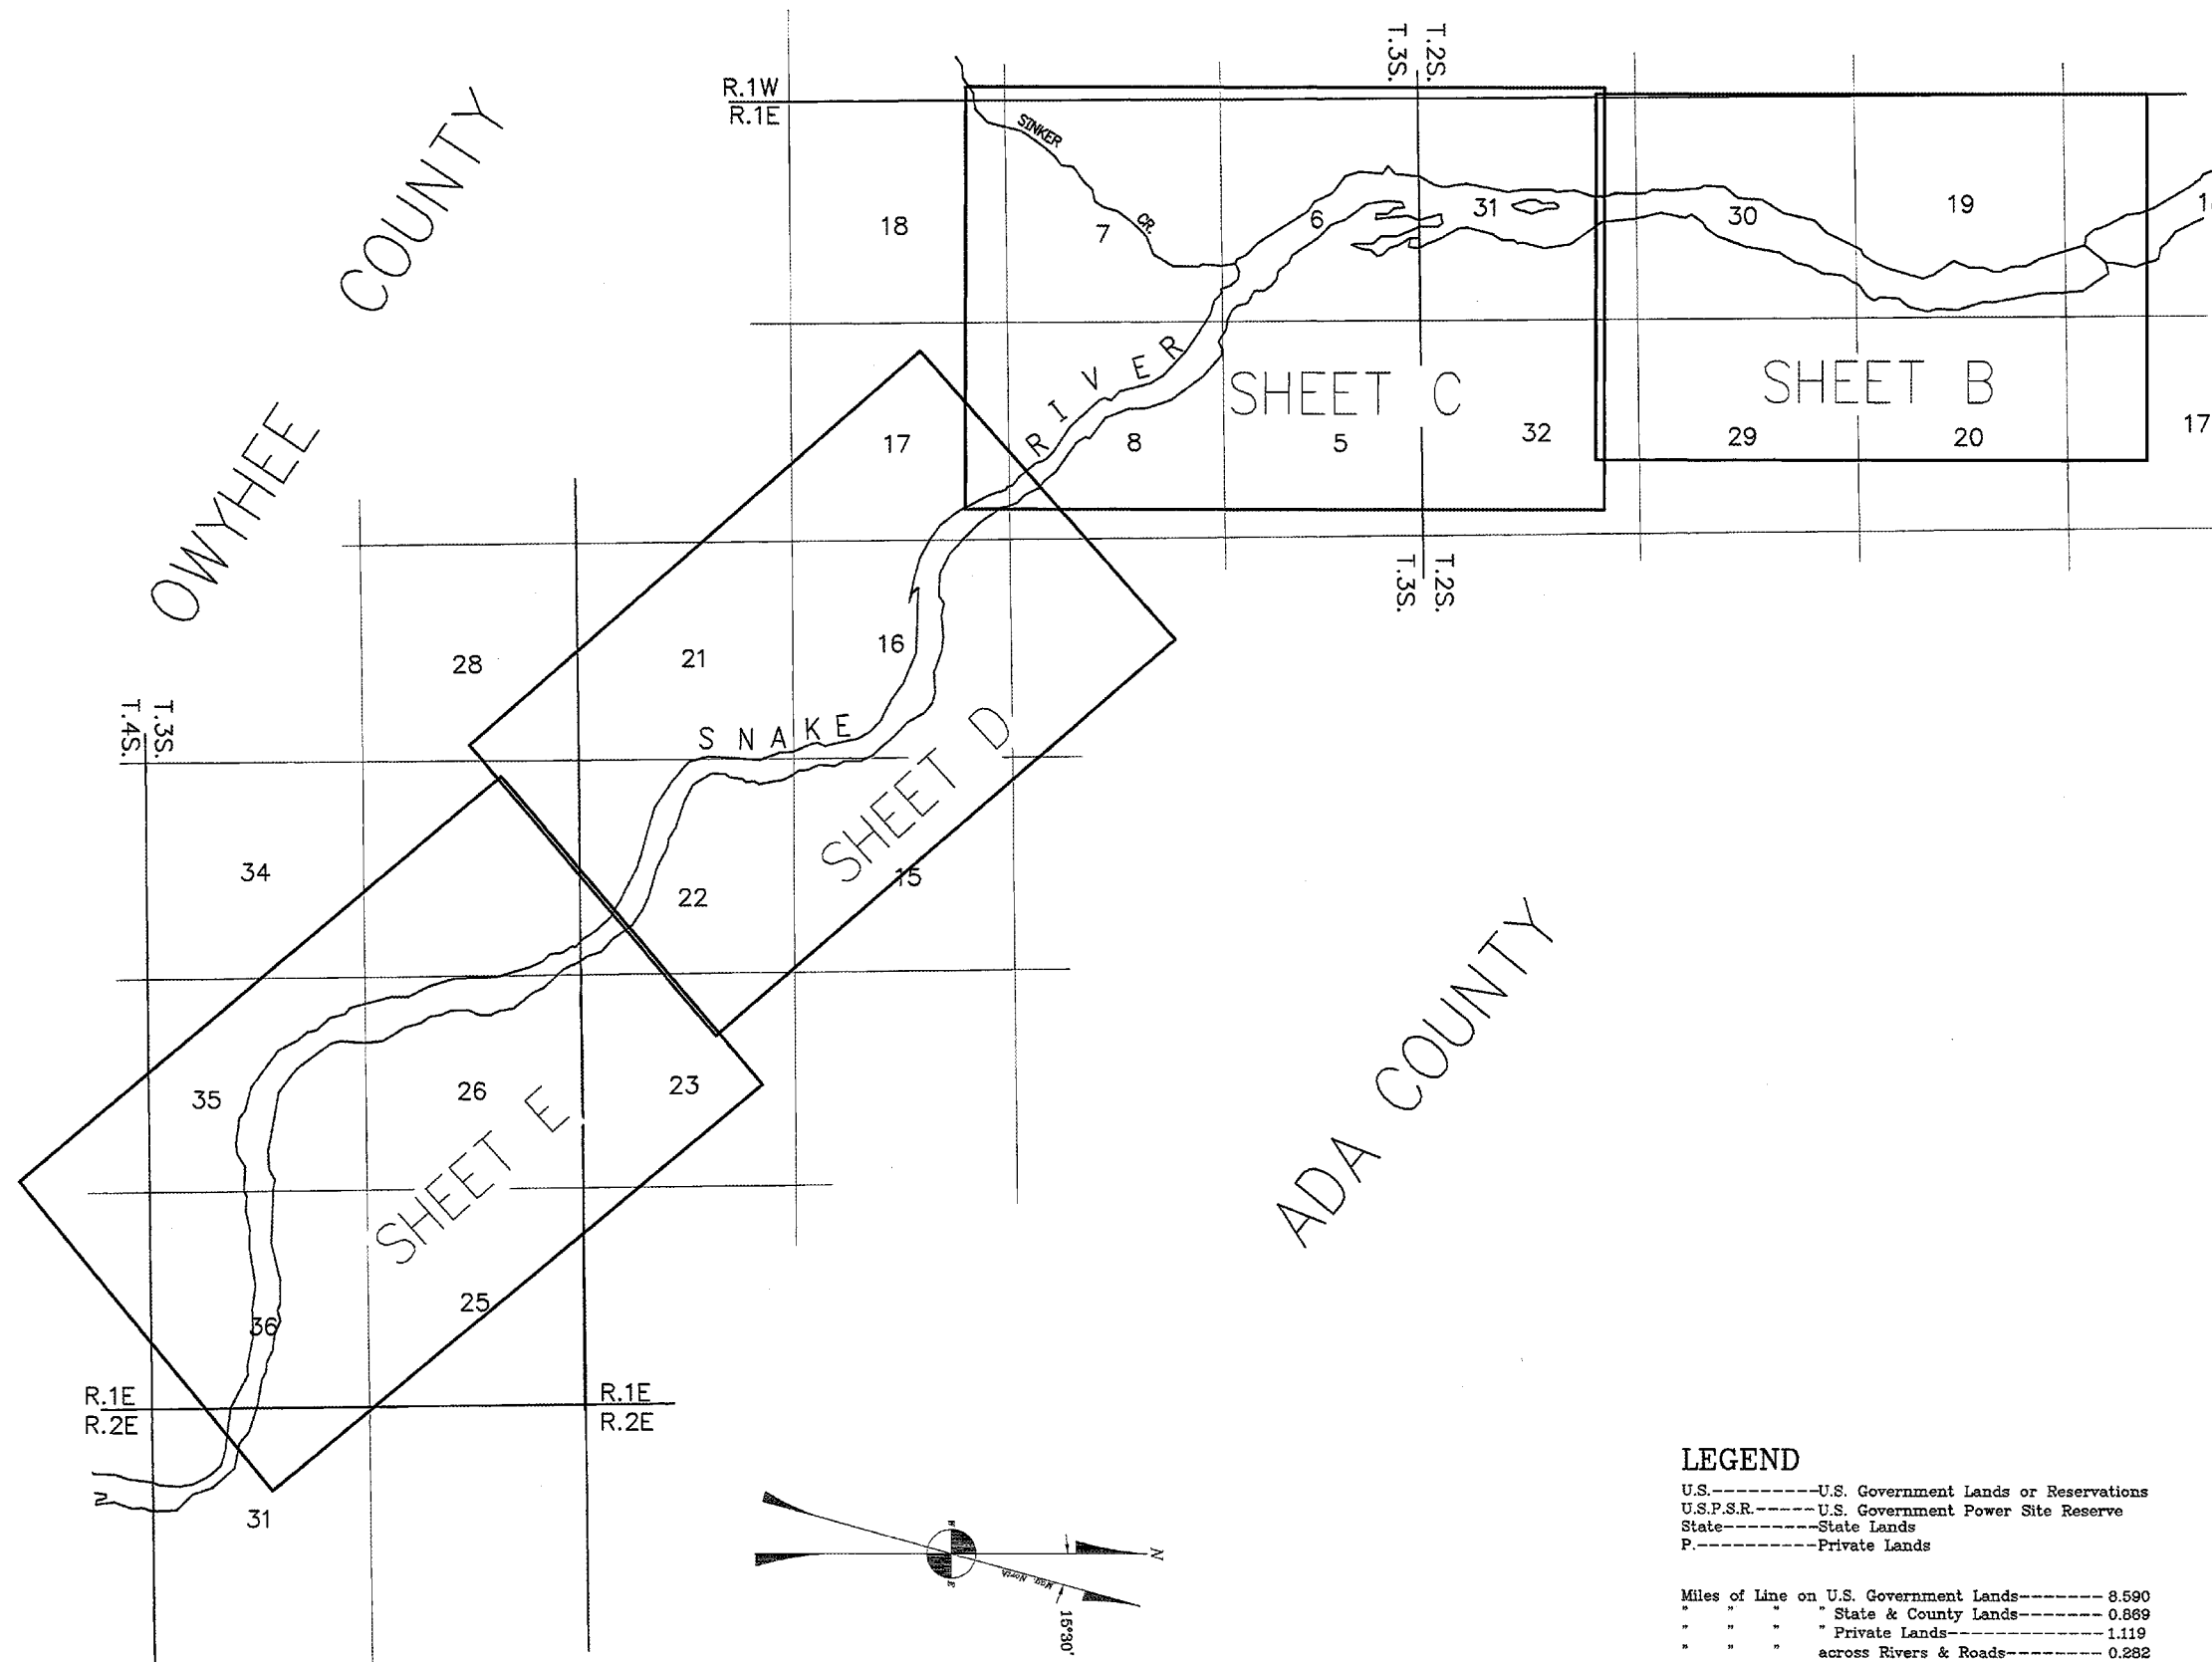 T.3S.
T.2S.
R.1W
R.1E
SINKER
CR.
18
7
6
31
30
19
1
OWYHEE COUNTY
17
RIVER
8
SHEET C
5
32
SHEET B
29
20
17
T.3S.
T.2S.
28
21
16
T.4S.
T.3S.
SNAKE
SHEET D
34
22
15
ADA COUNTY
35
26
23
SHEET E
25
36
R.1E
R.2E
R.1E
R.2E
31
N
Mag. North
15°30'
LEGEND
U.S.---------U.S. Government Lands or Reservations
U.S.P.S.R.-----U.S. Government Power Site Reserve
State--------State Lands
P.----------Private Lands
Miles of Line on U.S. Government Lands------- 8.590
" " " " State & County Lands------- 0.869
" " " " Private Lands------------- 1.119
" " " across Rivers & Roads-------- 0.282